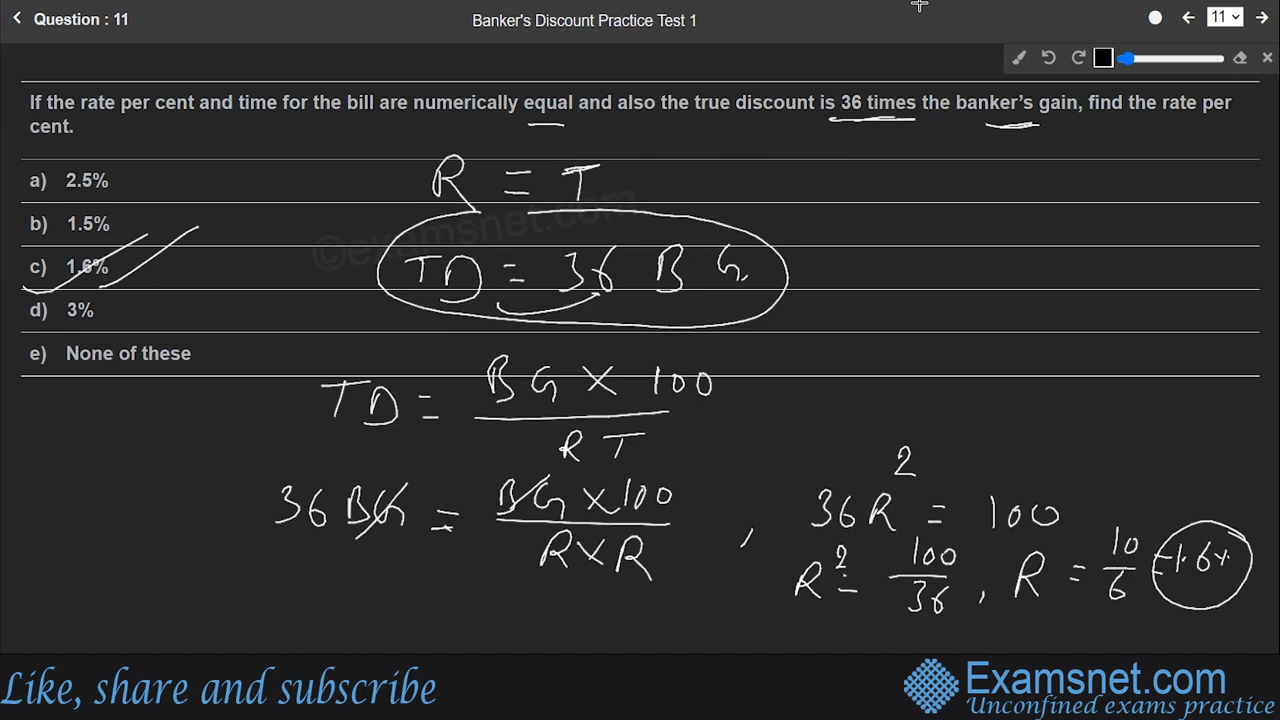 Question : 11
Banker's Discount Practice Test 1
11
If the rate per cent and time for the bill are numerically equal and also the true discount is 36 times the banker's gain, find the rate per
cent.
R = T
a) 2.5%
b) 1.5%
©examsnet.com
c) 1.6%
TD = 36 B G.
d) 3%
e) None of these
TD = BG × 100
R T
36 BG = BG × 100
R × R
, 36R² = 100
R² = 100/36 , R = 10/6 = 1.6%
Like, share and subscribe
Examsnet.com
Unconfined exams practice